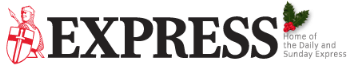 EXPRESS
Home of
the Daily and
Sunday Express